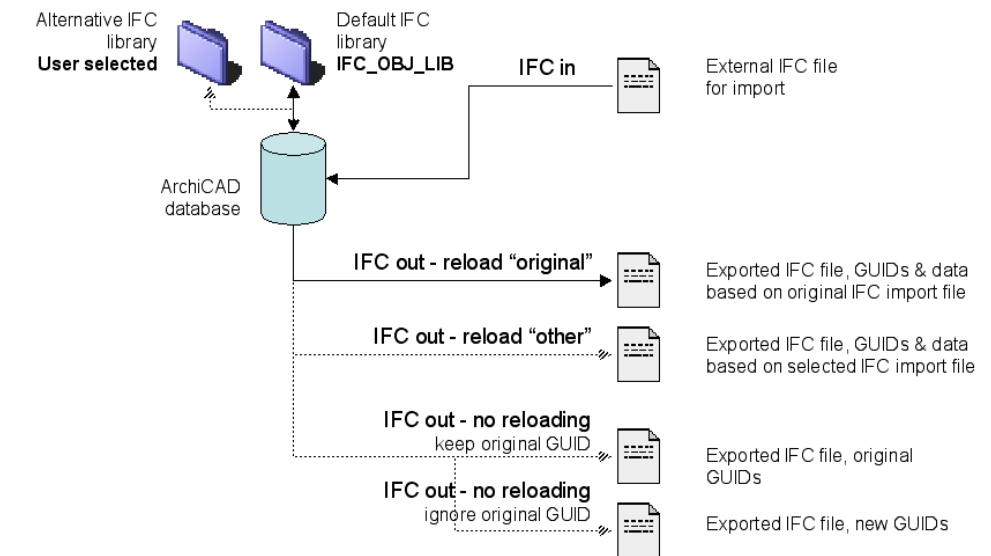 Alternative IFC
library
User selected
Default IFC
library
IFC_OBJ_LIB
IFC in
External IFC file
for import
ArchiCAD
database
IFC out - reload “original”
Exported IFC file, GUIDs & data
based on original IFC import file
IFC out - reload “other”
Exported IFC file, GUIDs & data
based on selected IFC import file
IFC out - no reloading
keep original GUID
Exported IFC file, original
GUIDs
IFC out - no reloading
ignore original GUID
Exported IFC file, new GUIDs